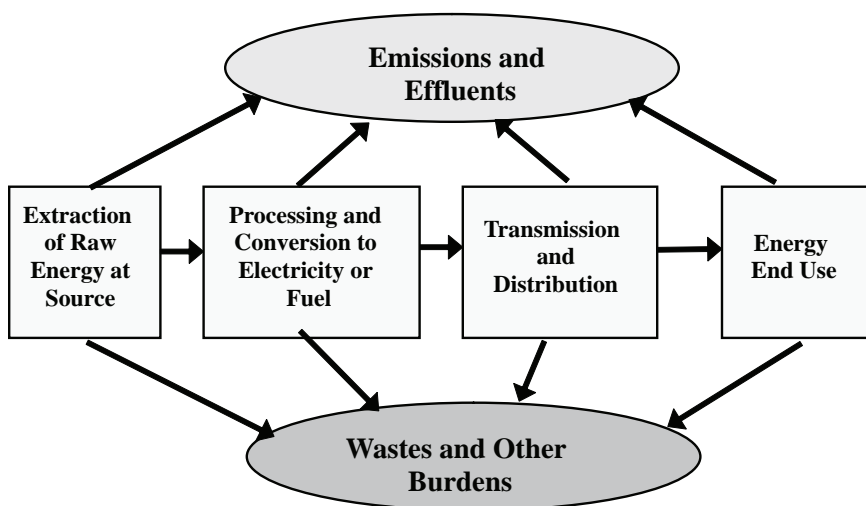 Emissions and
Effluents
Extraction
of Raw
Energy at
Source
Processing and
Conversion to
Electricity or
Fuel
Transmission
and
Distribution
Energy
End Use
Wastes and Other
Burdens